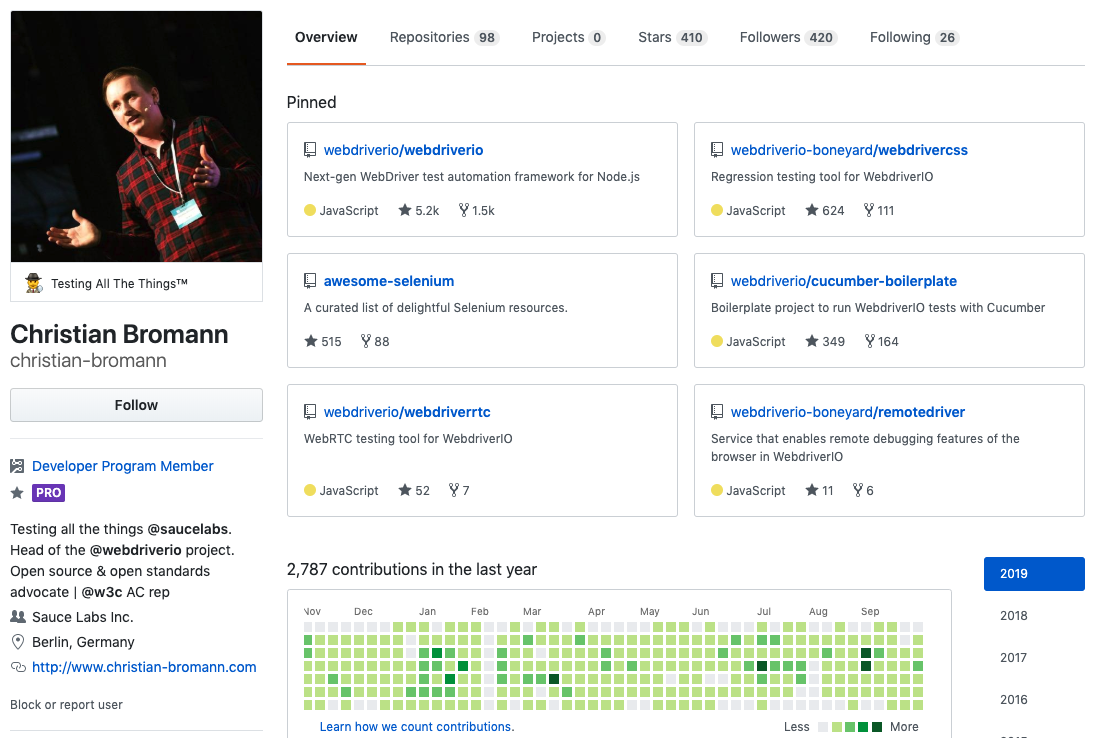 Overview Repositories 98 Projects 0 Stars 410 Followers 420 Following 26
Testing All The Things™
Christian Bromann
christian-bromann
Follow
Developer Program Member
PRO
Testing all the things @saucelabs.
Head of the @webdriverio project.
Open source & open standards
advocate | @w3c AC rep
Sauce Labs Inc.
Berlin, Germany
http://www.christian-bromann.com
Block or report user
Pinned
webdriverio/webdriverio
Next-gen WebDriver test automation framework for Node.js
JavaScript 5.2k 1.5k
webdriverio-boneyard/webdrivercss
Regression testing tool for WebdriverIO
JavaScript 624 111
awesome-selenium
A curated list of delightful Selenium resources.
515 88
webdriverio/cucumber-boilerplate
Boilerplate project to run WebdriverIO tests with Cucumber
JavaScript 349 164
webdriverio/webdriverrtc
WebRTC testing tool for WebdriverIO
JavaScript 52 7
webdriverio-boneyard/remotedriver
Service that enables remote debugging features of the
browser in WebdriverIO
JavaScript 11 6
2,787 contributions in the last year
Nov Dec Jan Feb Mar Apr May Jun Jul Aug Sep
Learn how we count contributions.
Less More
2019
2018
2017
2016